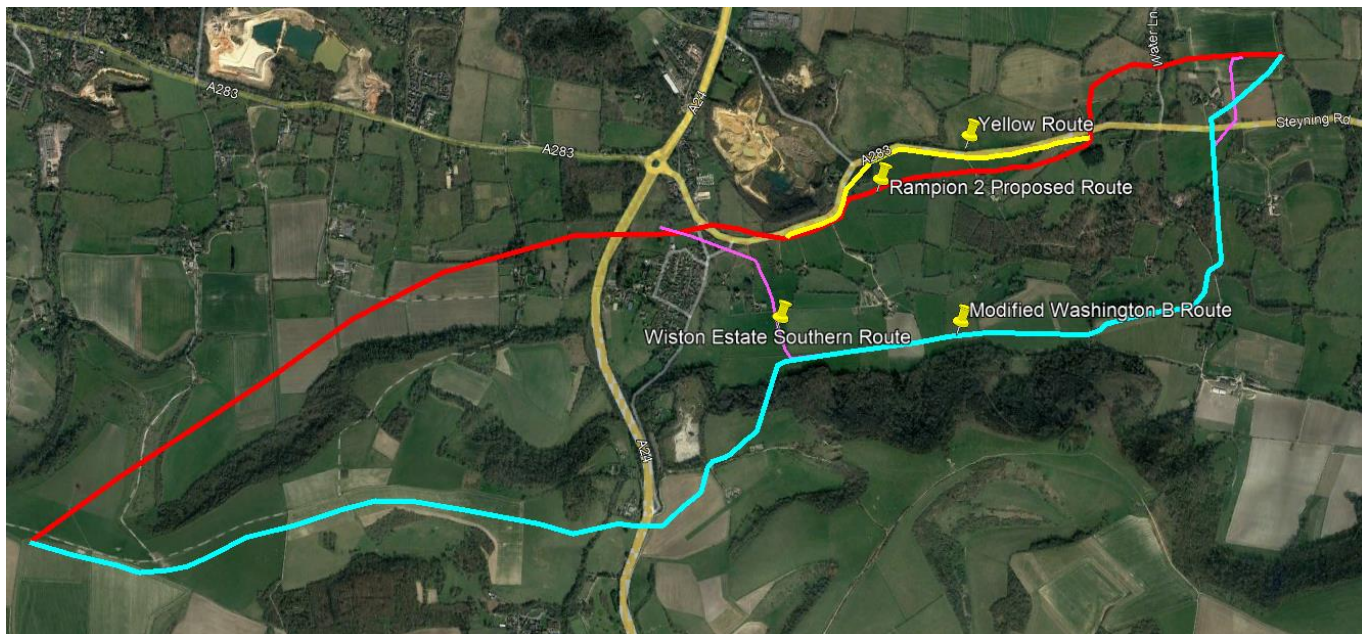 A283
A24
Water Ln
Yellow Route
Steyning Rd
A283
A283
Rampion 2 Proposed Route
Modified Washington B Route
Wiston Estate Southern Route
A24